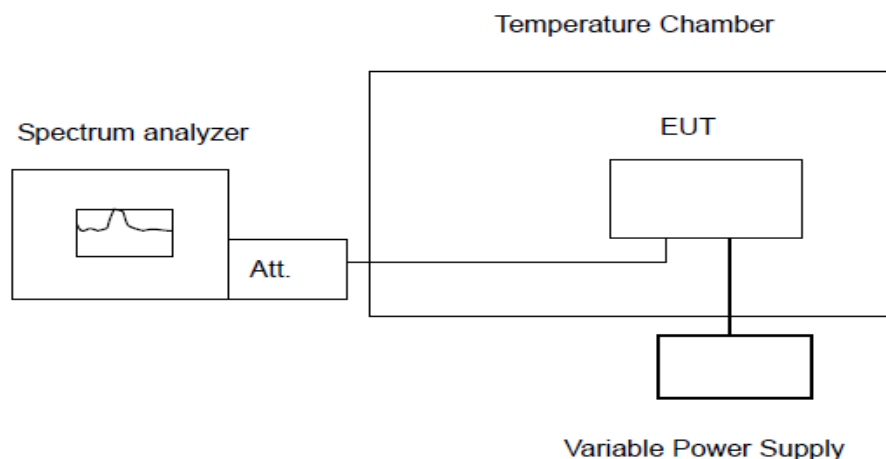 Temperature Chamber
Spectrum analyzer
EUT
Att.
Variable Power Supply